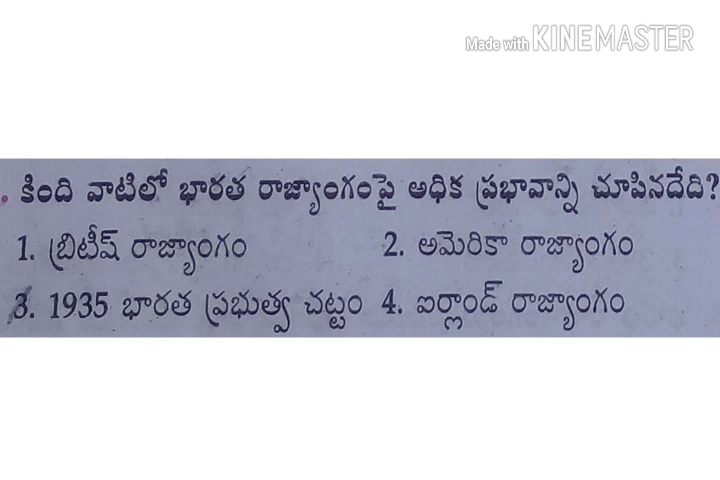 Made with KINEMASTER
. కింది వాటిలో భారత రాజ్యాంగంపై అధిక ప్రభావాన్ని చూపినదేది?
1. బ్రిటీష్ రాజ్యాంగం 2. అమెరికా రాజ్యాంగం
3. 1935 భారత ప్రభుత్వ చట్టం 4. ఐర్లాండ్ రాజ్యాంగం